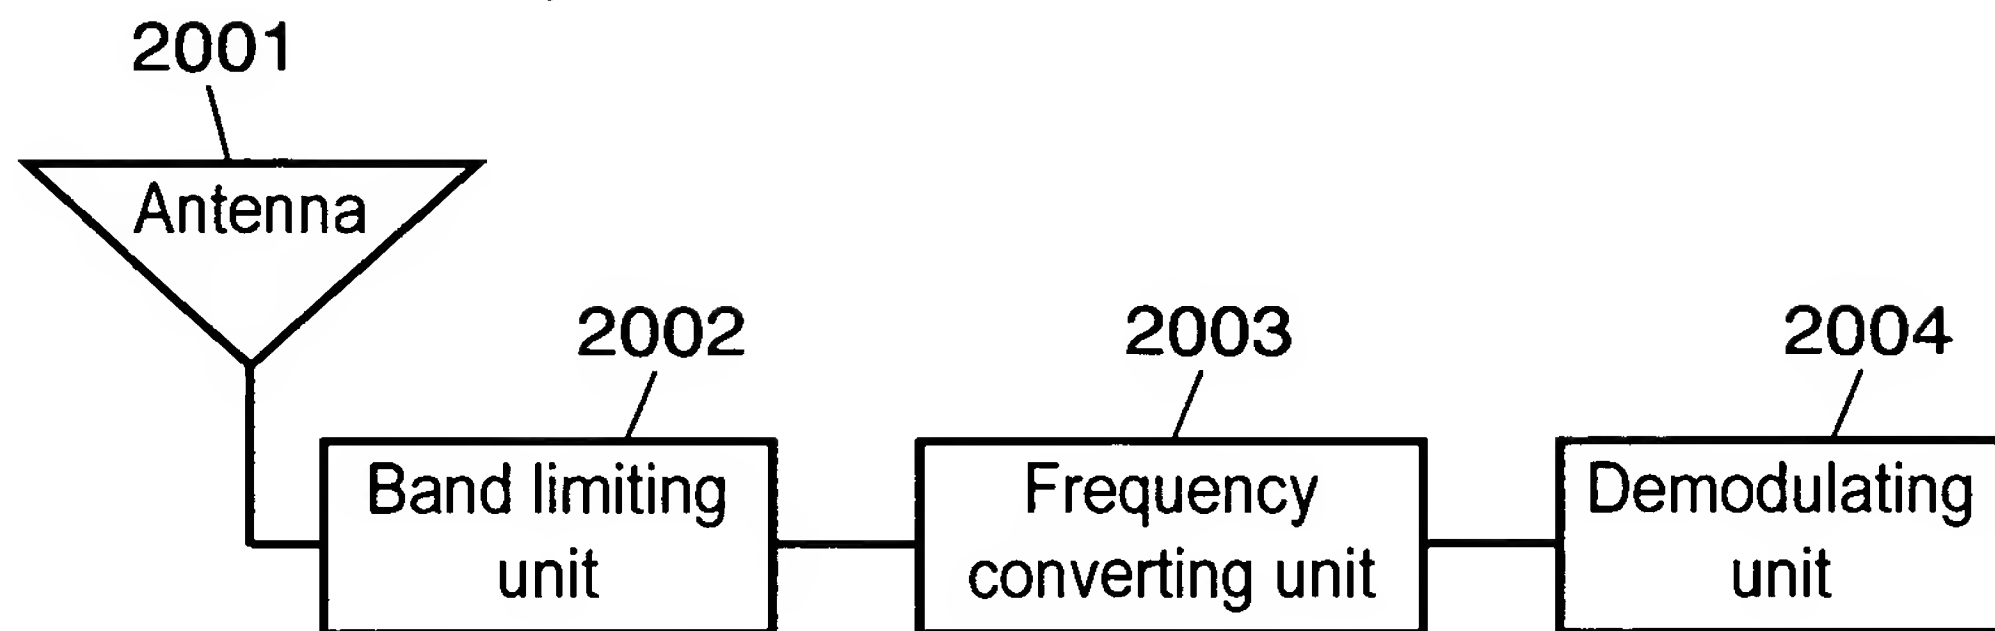 2001
Antenna
2002
2003
2004
Band limiting
unit
Frequency
converting unit
Demodulating
unit